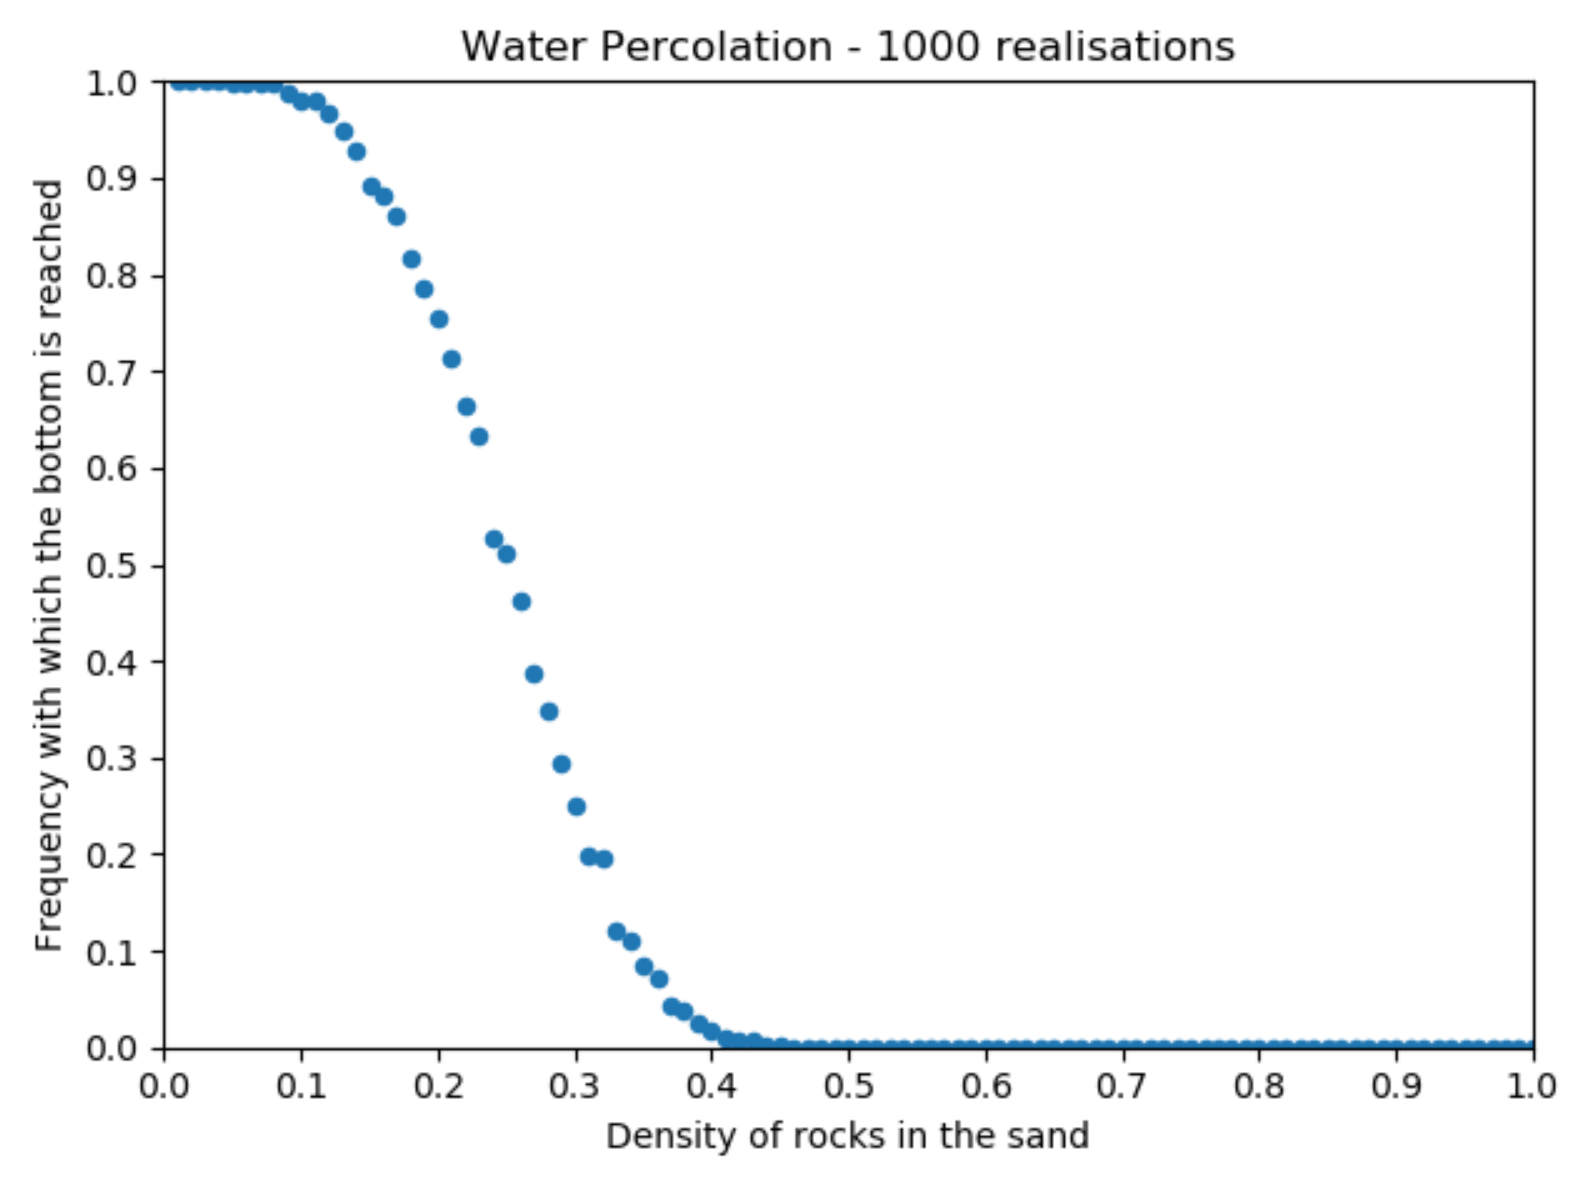 Water Percolation - 1000 realisations
1.0
0.9
0.8
0.7
0.6
0.5
0.4
0.3
0.2
0.1
0.0
Frequency with which the bottom is reached
0.0 0.1 0.2 0.3 0.4 0.5 0.6 0.7 0.8 0.9 1.0
Density of rocks in the sand